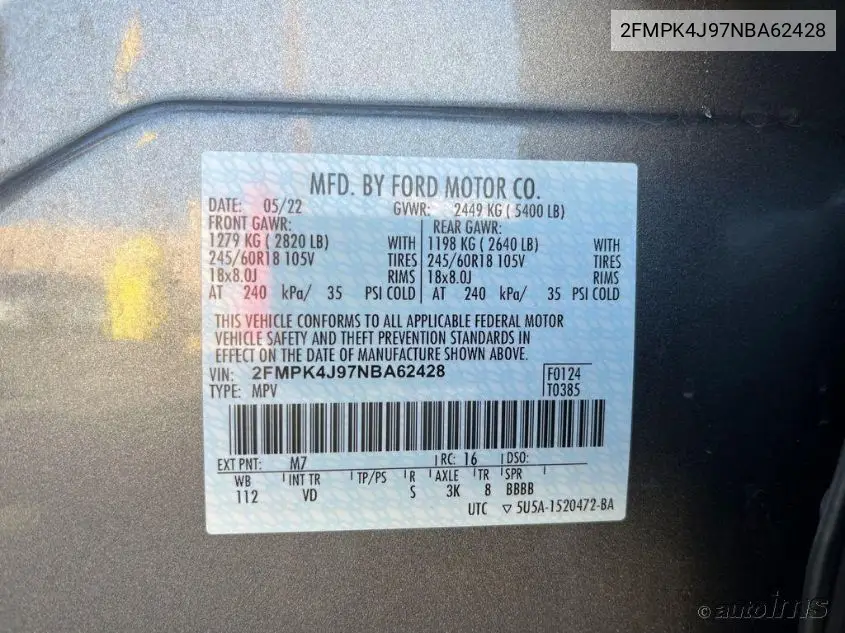 2FMPK4J97NBA62428
MFD. BY FORD MOTOR CO.
DATE: 05/22 GVWR: 2449 KG ( 5400 LB)
FRONT GAWR: REAR GAWR:
1279 KG ( 2820 LB) WITH 1198 KG ( 2640 LB) WITH
245/60R18 105V TIRES 245/60R18 105V TIRES
18x8.0J RIMS 18x8.0J RIMS
AT 240 kPa/ 35 PSI COLD AT 240 kPa/ 35 PSI COLD
THIS VEHICLE CONFORMS TO ALL APPLICABLE FEDERAL MOTOR
VEHICLE SAFETY AND THEFT PREVENTION STANDARDS IN
EFFECT ON THE DATE OF MANUFACTURE SHOWN ABOVE.
VIN: 2FMPK4J97NBA62428 F0124
TYPE: MPV T0385
EXT PNT: M7 RC: 16 DSO:
WB INT TR TP/PS R AXLE TR SPR
112 VD S 3K 8 BBBB
UTC ▽ 5U5A-1520472-BA
© autoims